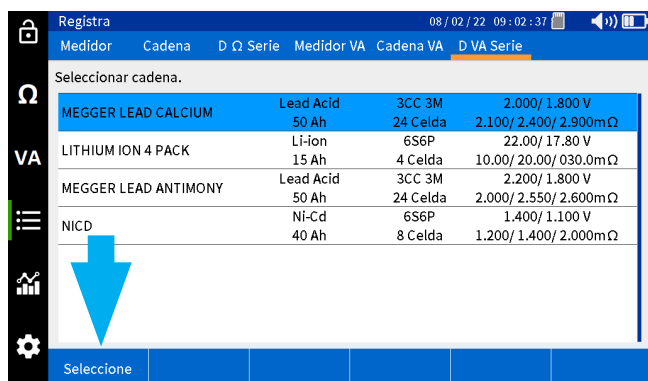 Registra 08 / 02 / 22 09 : 02 : 37
Medidor Cadena D Ω Serie Medidor VA Cadena VA D VA Serie
Seleccionar cadena.
Ω
VA
MEGGER LEAD CALCIUM Lead Acid 3CC 3M 2.000/ 1.800 V
50 Ah 24 Celda 2.100/ 2.400/ 2.900mΩ
LITHIUM ION 4 PACK Li-ion 6S6P 22.00/ 17.80 V
15 Ah 4 Celda 10.00/ 20.00/ 030.0mΩ
MEGGER LEAD ANTIMONY Lead Acid 3CC 3M 2.200/ 1.800 V
50 Ah 24 Celda 2.000/ 2.550/ 2.600mΩ
NICD Ni-Cd 6S6P 1.400/ 1.100 V
40 Ah 8 Celda 1.200/ 1.400/ 2.000mΩ
Seleccione